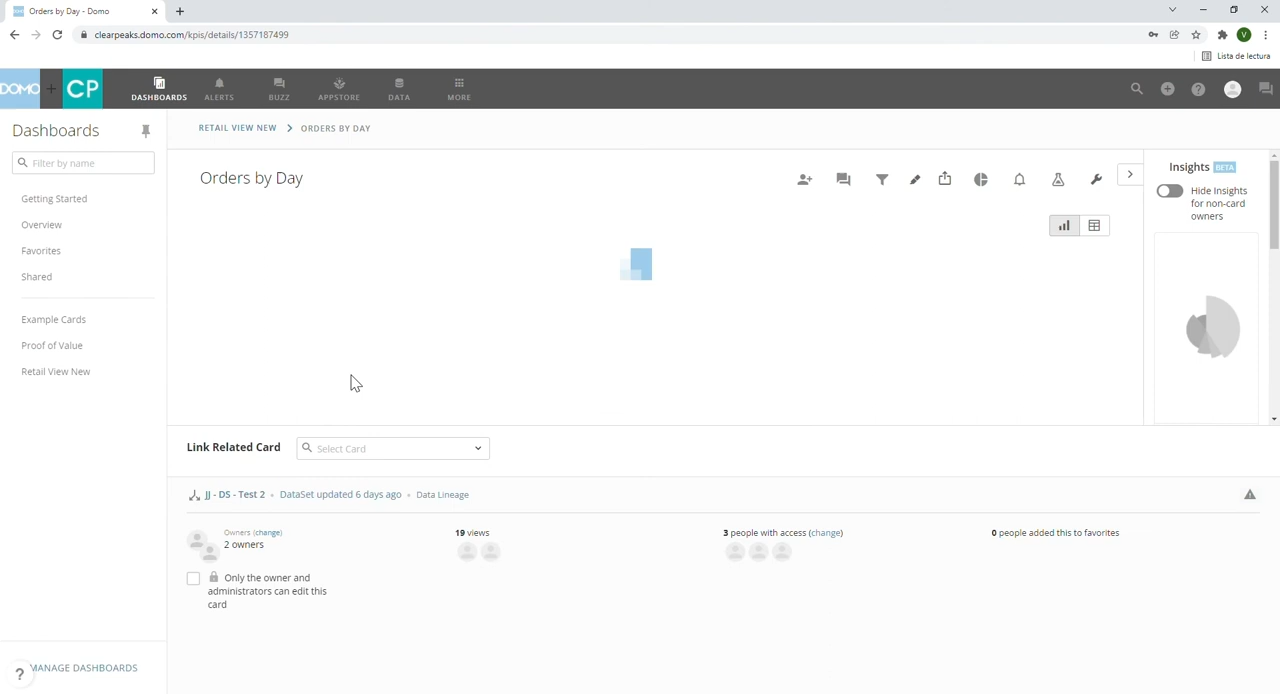 Orders by Day - Domo
clearpeaks.domo.com/kpis/details/1357187499
V
Lista de lectura
DOMO + CP
DASHBOARDS ALERTS BUZZ APPSTORE DATA MORE
Dashboards
RETAIL VIEW NEW > ORDERS BY DAY
Filter by name
Getting Started
Overview
Favorites
Shared
Example Cards
Proof of Value
Retail View New
? MANAGE DASHBOARDS
Orders by Day
Insights BETA
Hide Insights
for non-card
owners
Link Related Card Select Card
JJ - DS - Test 2 • DataSet updated 6 days ago • Data Lineage
Owners (change)
2 owners
19 views
3 people with access (change)
0 people added this to favorites
Only the owner and
administrators can edit this
card